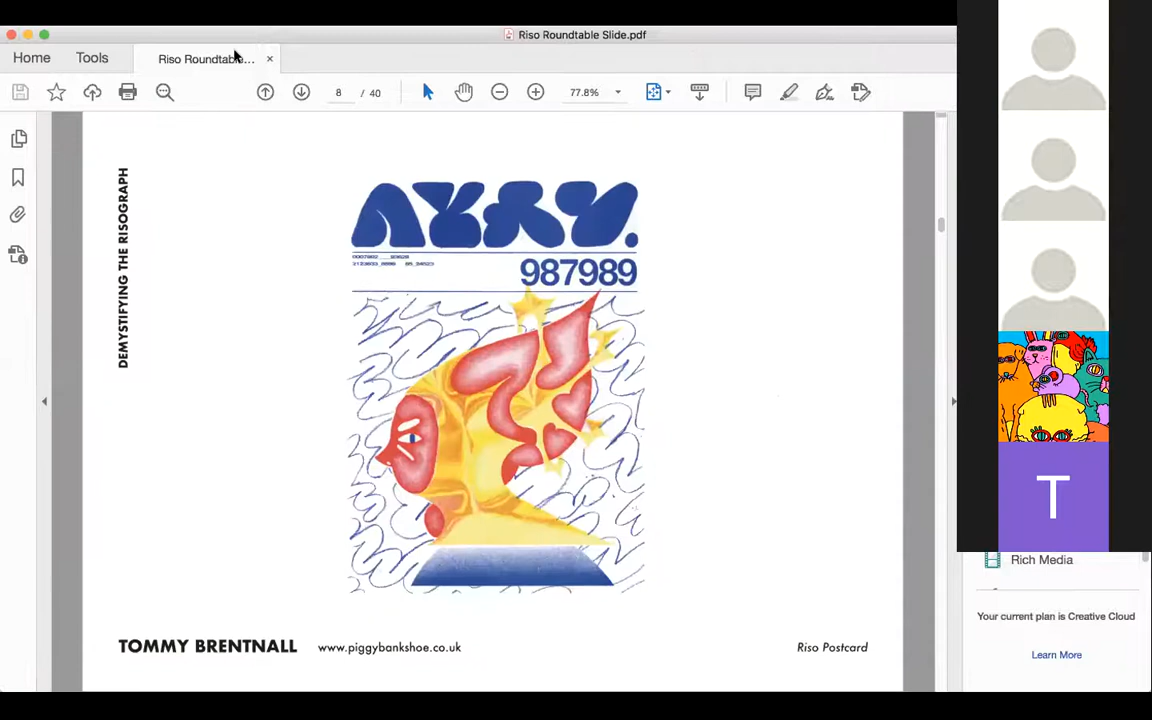 Riso Roundtable Slide.pdf
Home Tools Riso Roundtable... ×
8 / 40 77.8%
DEMYSTIFYING THE RISOGRAPH
987989
T
Rich Media
Your current plan is Creative Cloud
Learn More
TOMMY BRENTNALL www.piggybankshoe.co.uk Riso Postcard